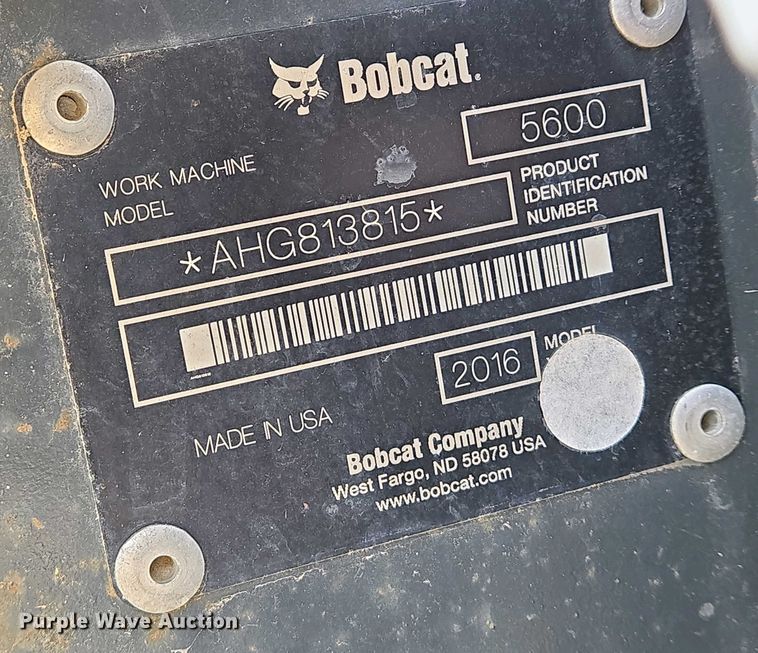 Bobcat.
WORK MACHINE
MODEL
5600
PRODUCT
IDENTIFICATION
NUMBER
*AHG813815*
2016
MODEL
MADE IN USA
Bobcat Company
West Fargo, ND 58078 USA
www.bobcat.com
Purple Wave Auction